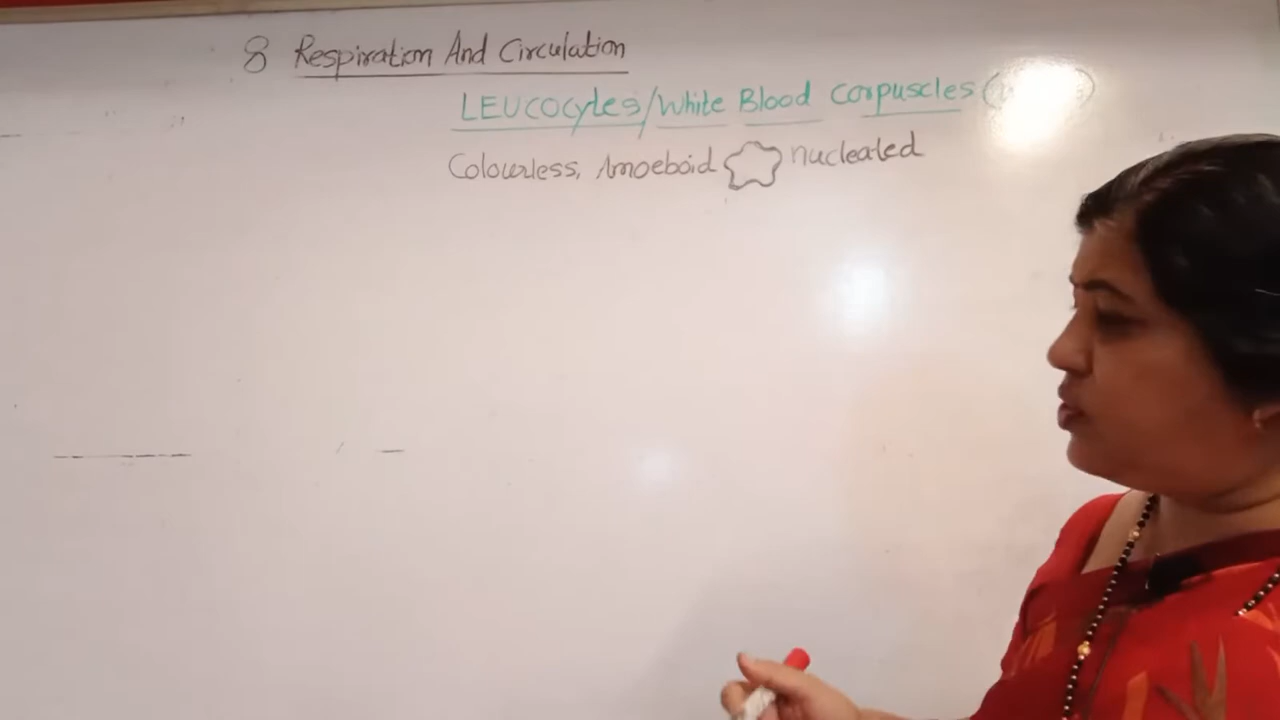 8 Respiration And Circulation
LEUCOCYTES/White Blood Corpuscles
Colourless, Amoeboid nucleated